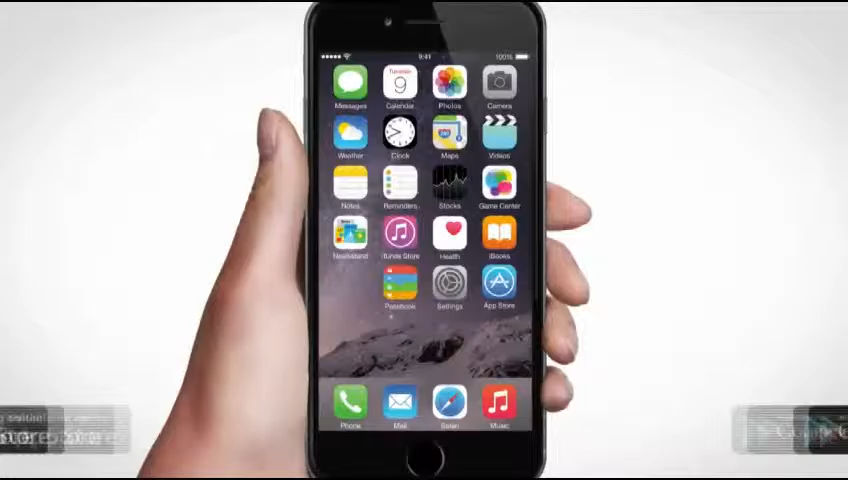 9:41 100%
Tuesday
9
Messages Calendar Photos Camera
280
Weather Clock Maps Videos
Notes Reminders Stocks Game Center
Newsstand iTunes Store Health iBooks
Passbook Settings App Store
Phone Mail Safari Music